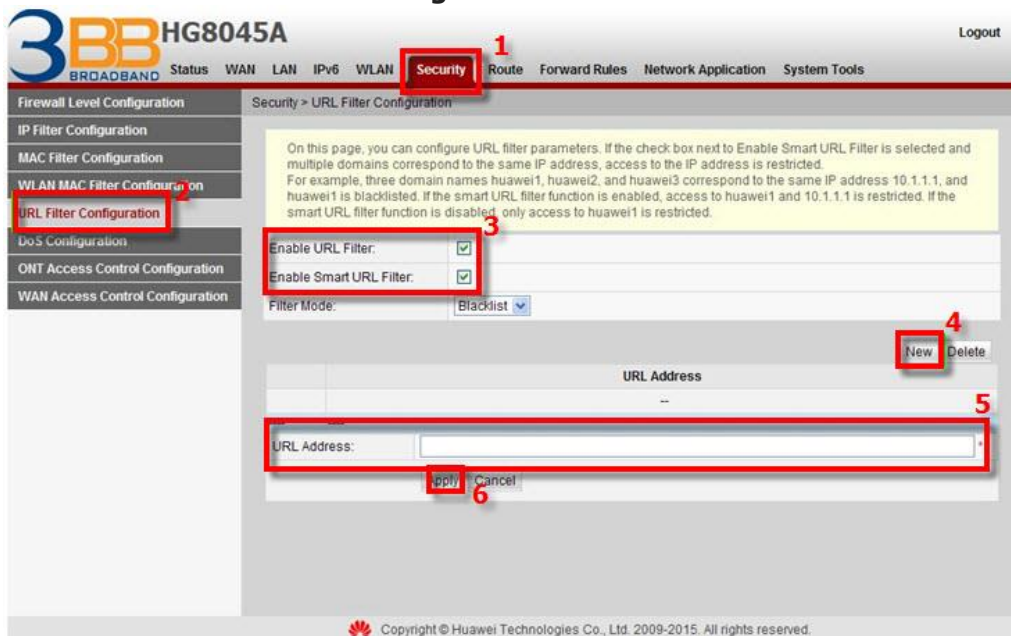 3BB HG8045A
BROADBAND
Logout
1
Status WAN LAN IPv6 WLAN Security Route Forward Rules Network Application System Tools
Firewall Level Configuration
IP Filter Configuration
MAC Filter Configuration
WLAN MAC Filter Configuration
2
URL Filter Configuration
DoS Configuration
ONT Access Control Configuration
WAN Access Control Configuration
Security > URL Filter Configuration
On this page, you can configure URL filter parameters. If the check box next to Enable Smart URL Filter is selected and
multiple domains correspond to the same IP address, access to the IP address is restricted.
For example, three domain names huawei1, huawei2, and huawei3 correspond to the same IP address 10.1.1.1, and
huawei1 is blacklisted. If the smart URL filter function is enabled, access to huawei1 and 10.1.1.1 is restricted. If the
smart URL filter function is disabled, only access to huawei1 is restricted.
3
Enable URL Filter:
Enable Smart URL Filter:
Filter Mode: Blacklist
4
New Delete
URL Address
--
5
--- ----
URL Address: *
Apply Cancel
6
Copyright © Huawei Technologies Co., Ltd. 2009-2015. All rights reserved.